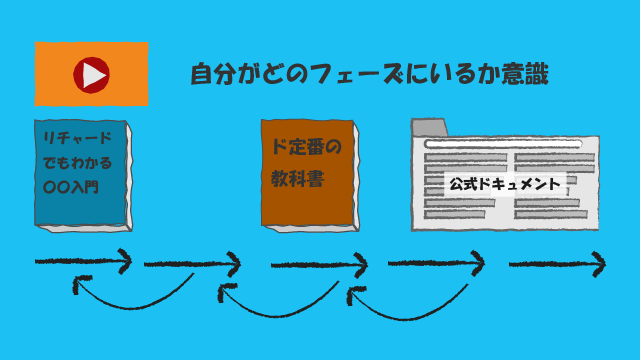 自分がどのフェーズにいるか意識
リチャード
でもわかる
〇〇入門
ド定番の
教科書
公式ドキュメント